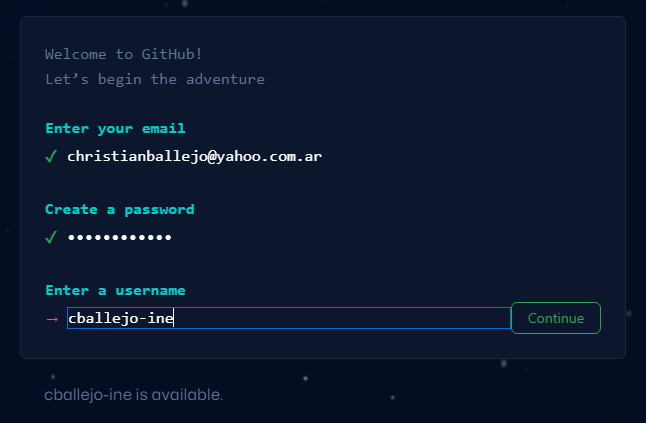 Welcome to GitHub!
Let’s begin the adventure
Enter your email
✓ christianballejo@yahoo.com.ar
Create a password
✓ ••••••••••••
Enter a username
→ cballejo-ine Continue
cballejo-ine is available.